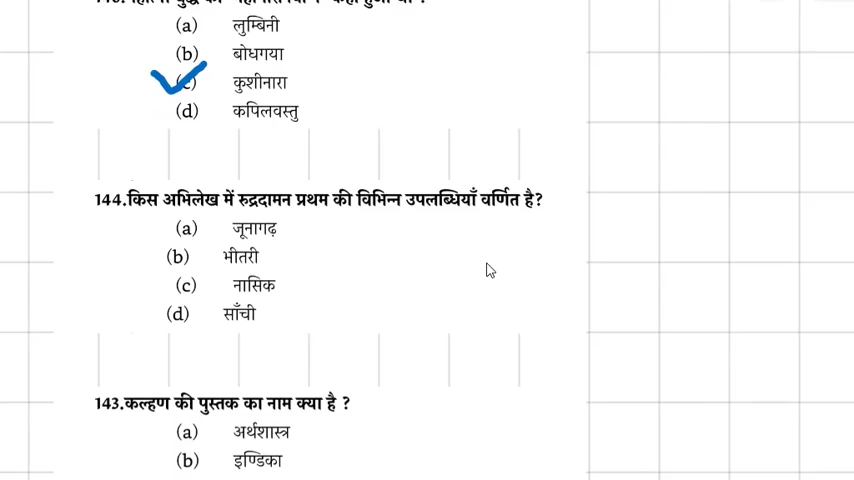 (a) लुम्बिनी
(b) बोधगया
(c) कुशीनारा
(d) कपिलवस्तु
144.किस अभिलेख में रुद्रदामन प्रथम की विभिन्न उपलब्धियाँ वर्णित है?
(a) जूनागढ़
(b) भीतरी
(c) नासिक
(d) साँची
143.कल्हण की पुस्तक का नाम क्या है ?
(a) अर्थशास्त्र
(b) इण्डिका